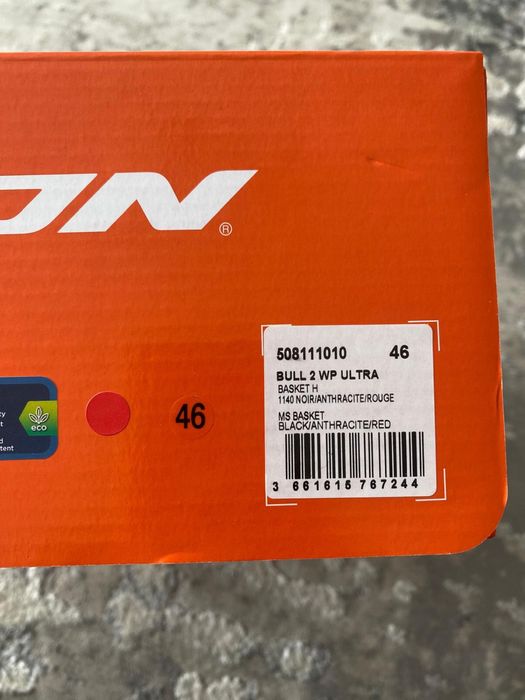 ON®
508111010 46
BULL 2 WP ULTRA
BASKET H
1140 NOIR/ANTHRACITE/ROUGE
MS BASKET
BLACK/ANTHRACITE/RED
3 661615 767244
eco
46